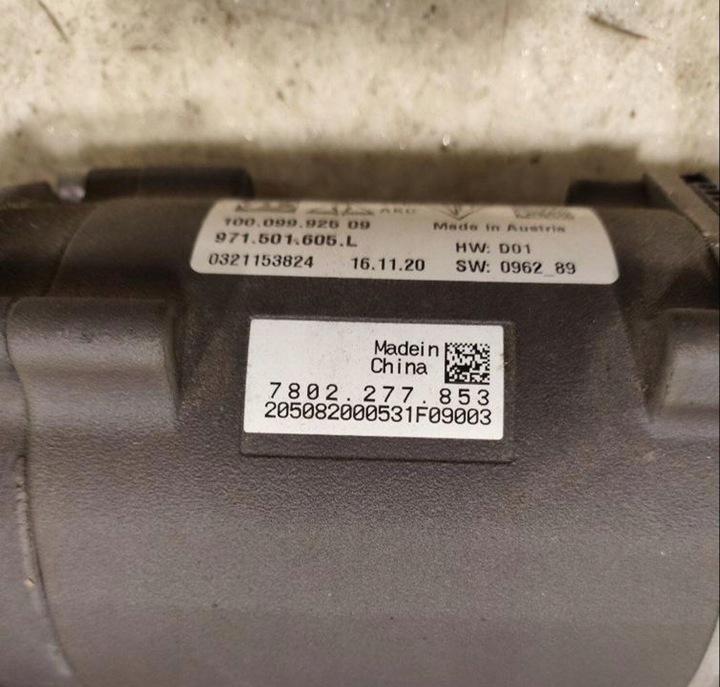 100.099.926 09
Made in Austria
971.501.605.L
HW: D01
0321153824
16.11.20
SW: 0962_89
Madein
China
7802.277.853
205082000531F09003